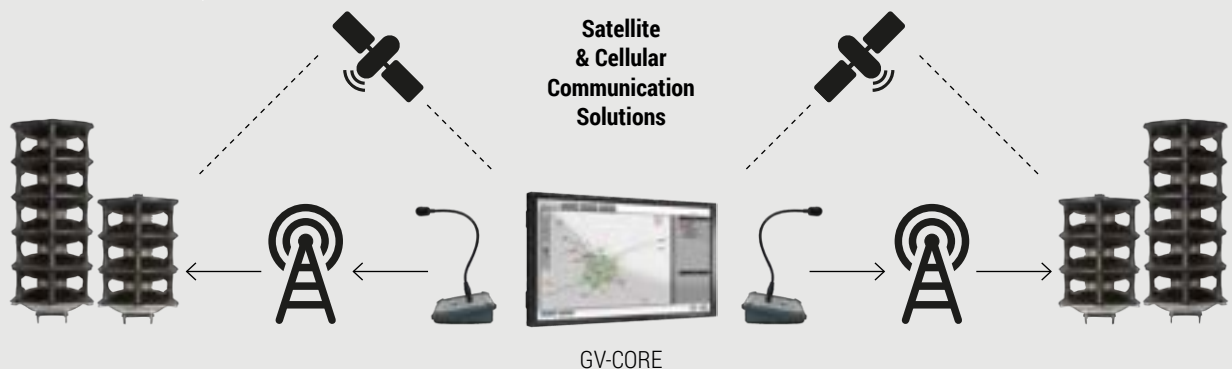 Satellite
& Cellular
Communication
Solutions
GV-CORE